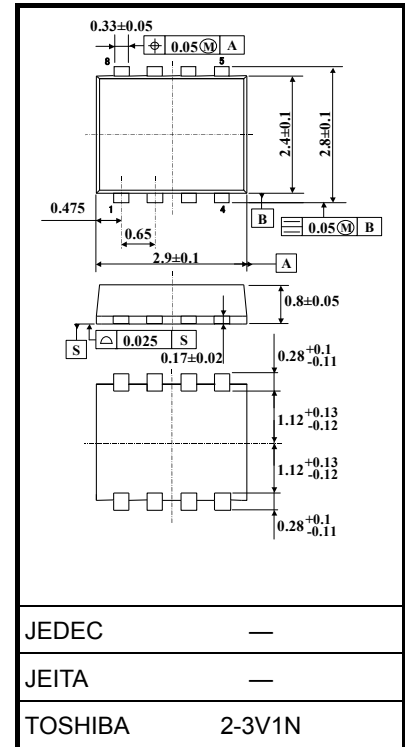 0.33±0.05
⌖ 0.05Ⓜ A
8 5
2.4±0.1
2.8±0.1
0.475
1 4
B
0.05Ⓜ B
0.65
2.9±0.1
A
0.8±0.05
S
⌓ 0.025 S
0.17±0.02
0.28 +0.1 -0.11
1.12 +0.13 -0.12
1.12 +0.13 -0.12
0.28 +0.1 -0.11
JEDEC —
JEITA —
TOSHIBA 2-3V1N